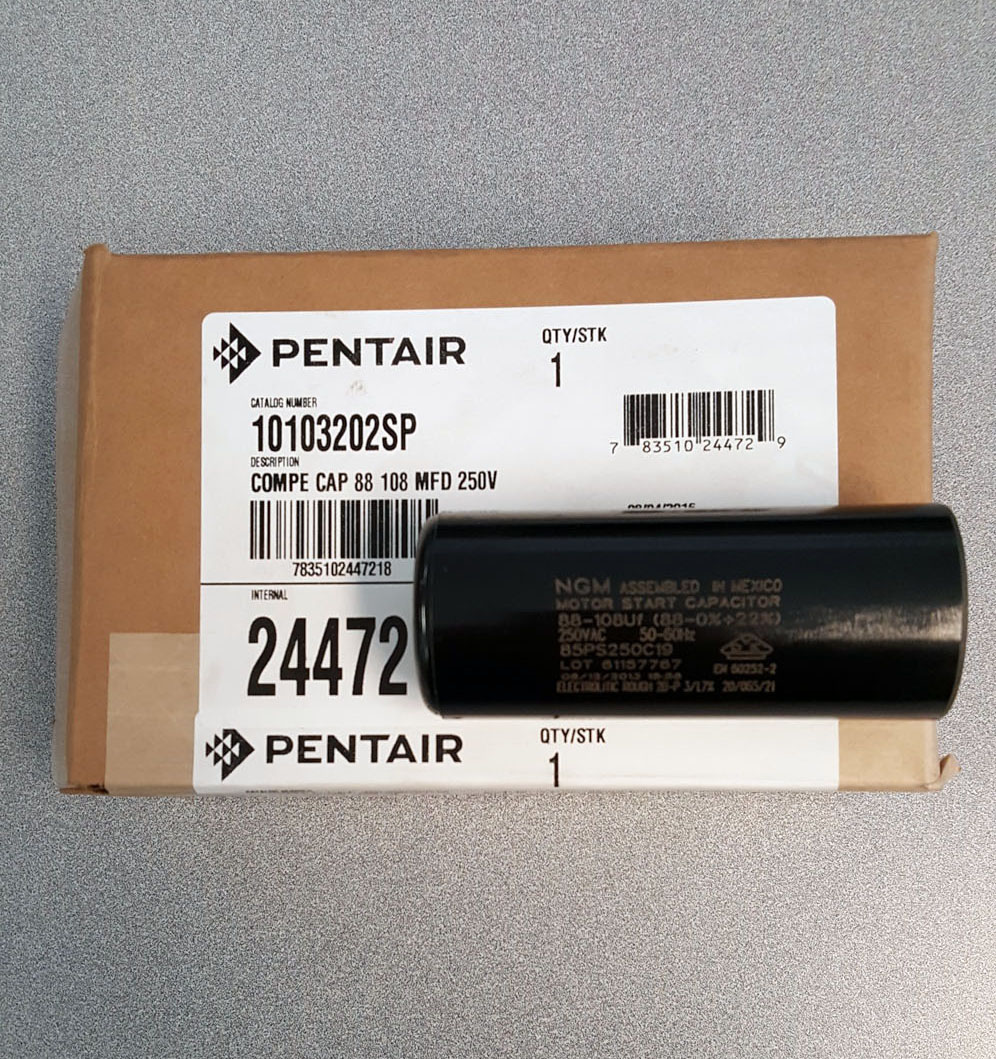 PENTAIR
QTY/STK
1
CATALOG NUMBER
10103202SP
7 83510 24472 9
DESCRIPTION
COMPE CAP 88 108 MFD 250V
7835102447218
INTERNAL
24472
NGM ASSEMBLED IN MEXICO
MOTOR START CAPACITOR
88-108Uf (88-0%+22%)
250VAC 50-60Hz
85PS250C19
LOT 61157767
EN 60252-2
PENTAIR
QTY/STK
1